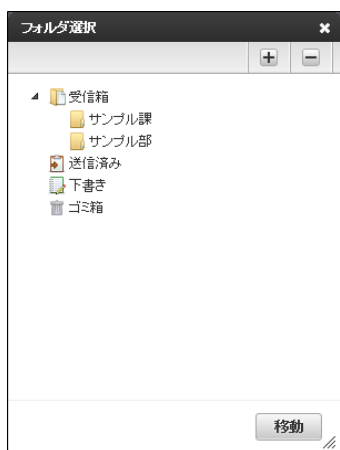 フォルダ選択
受信箱
サンプル課
サンプル部
送信済み
下書き
ゴミ箱
移動